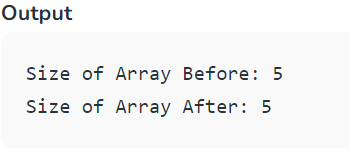 Output
Size of Array Before: 5
Size of Array After: 5